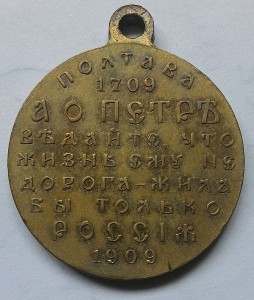 ПОЛТАВА
1709
А О ПЕТРѢ
ВѢДАЙТЕ, ЧТО
ЖИЗНЬ ЕМУ НЕ
ДОРОГА-ЖИЛА
БЫ ТОЛЬКО
РОССІЯ
1909